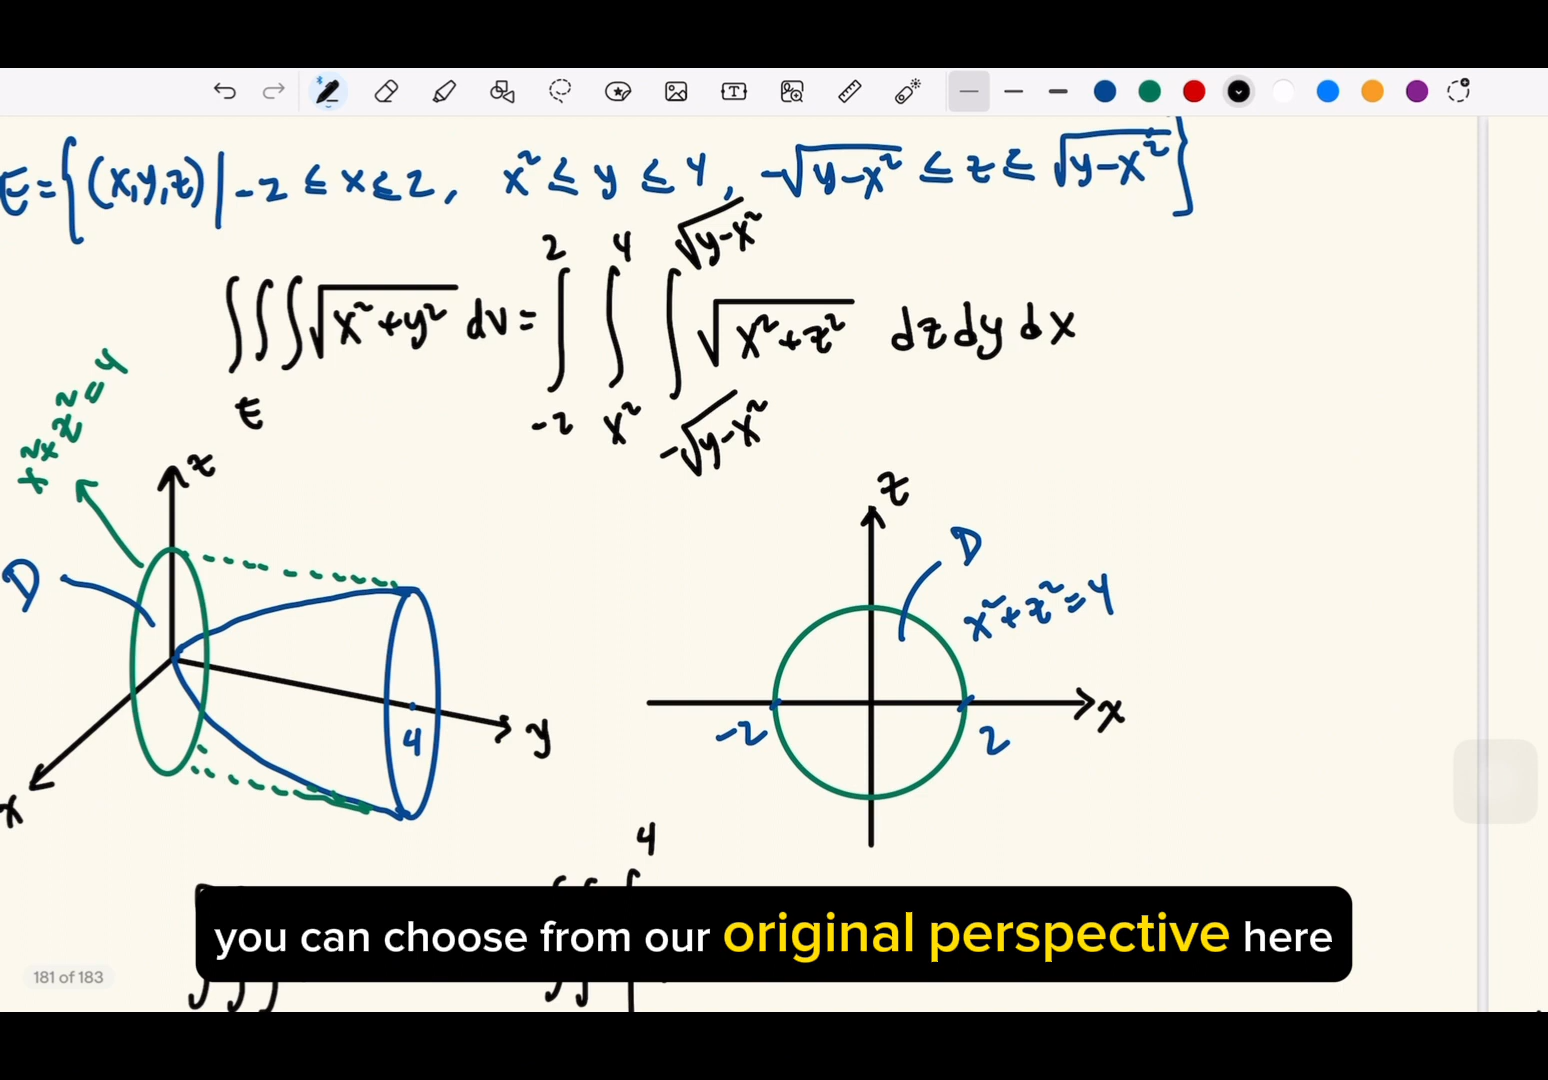 E = {(x,y,z) | -2 ≤ x ≤ 2, x² ≤ y ≤ 4, -√(y-x²) ≤ z ≤ √(y-x²)}
2 4 √(y-x²)
∫∫∫ √(x²+y²) dv = ∫ ∫ ∫ √(x²+z²) dz dy dx
E -2 x² -√(y-x²)
x²+z²=4
z
z
D
D
x²+z²=4
4
y
-2
2
x
x
4
∫∫∫ ∫∫∫
you can choose from our original perspective here
181 of 183